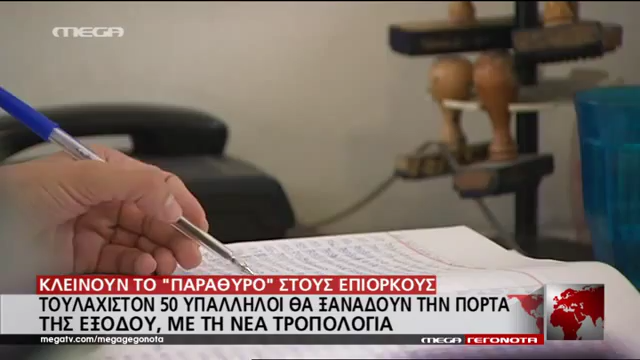 MEGA
ΚΛΕΙΝΟΥΝ ΤΟ "ΠΑΡΑΘΥΡΟ" ΣΤΟΥΣ ΕΠΙΟΡΚΟΥΣ
ΤΟΥΛΑΧΙΣΤΟΝ 50 ΥΠΑΛΛΗΛΟΙ ΘΑ ΞΑΝΑΔΟΥΝ ΤΗΝ ΠΟΡΤΑ
ΤΗΣ ΕΞΟΔΟΥ, ΜΕ ΤΗ ΝΕΑ ΤΡΟΠΟΛΟΓΙΑ
megatv.com/megagegonota
MEGA ΓΕΓΟΝΟΤΑ